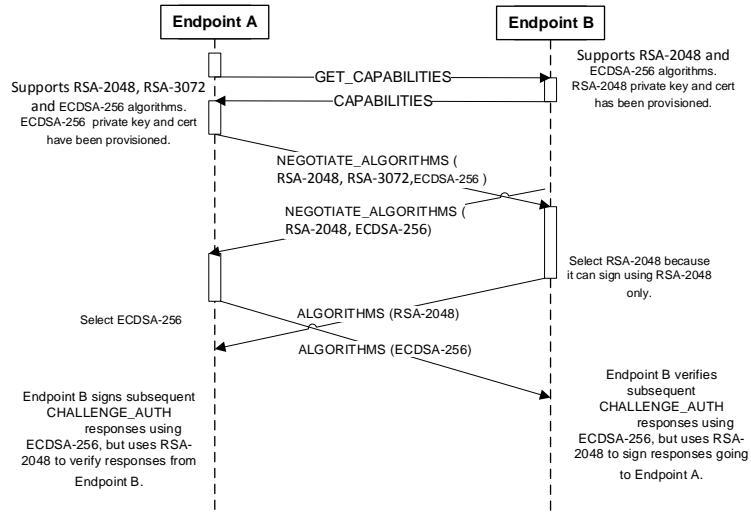 Endpoint A
Endpoint B
GET_CAPABILITIES
Supports RSA-2048 and
ECDSA-256 algorithms.
RSA-2048 private key and cert
has been provisioned.
Supports RSA-2048, RSA-3072
and ECDSA-256 algorithms.
ECDSA-256 private key and cert
have been provisioned.
CAPABILITIES
NEGOTIATE_ALGORITHMS (
RSA-2048, RSA-3072,ECDSA-256 )
NEGOTIATE_ALGORITHMS (
RSA-2048, ECDSA-256)
Select RSA-2048 because
it can sign using RSA-2048
only.
Select ECDSA-256
ALGORITHMS (RSA-2048)
ALGORITHMS (ECDSA-256)
Endpoint B signs subsequent
CHALLENGE_AUTH
responses using
ECDSA-256, but uses RSA-
2048 to verify responses from
Endpoint B.
Endpoint B verifies
subsequent
CHALLENGE_AUTH
responses using
ECDSA-256, but uses RSA-
2048 to sign responses going
to Endpoint A.